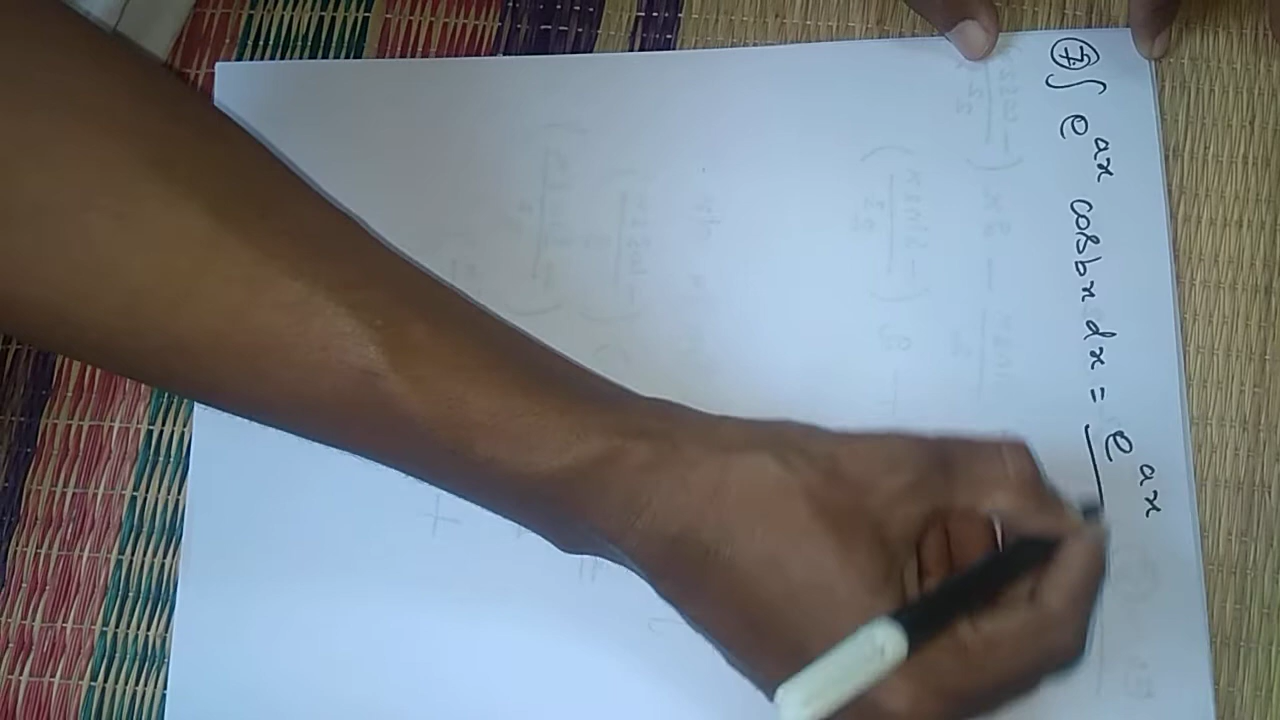 ⑦ ∫ e^{ax} cosbx dx = e^{ax}